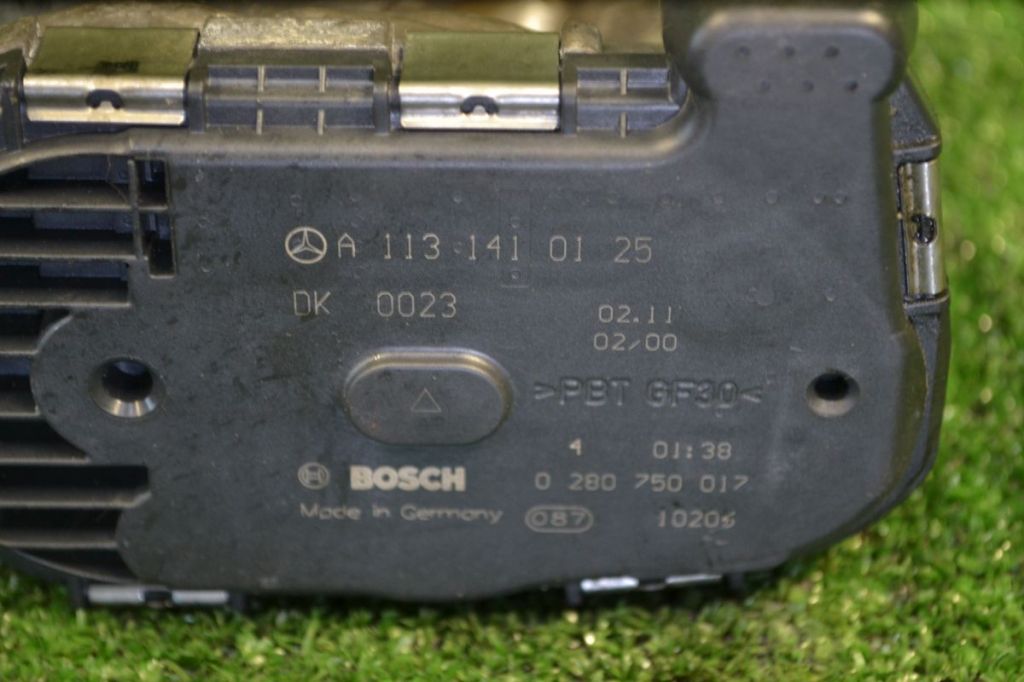 A 113 141 01 25
DK 0023
02.11
02/00
>PBT GF30<
4 01:38
BOSCH 0 280 750 017
Made in Germany 087